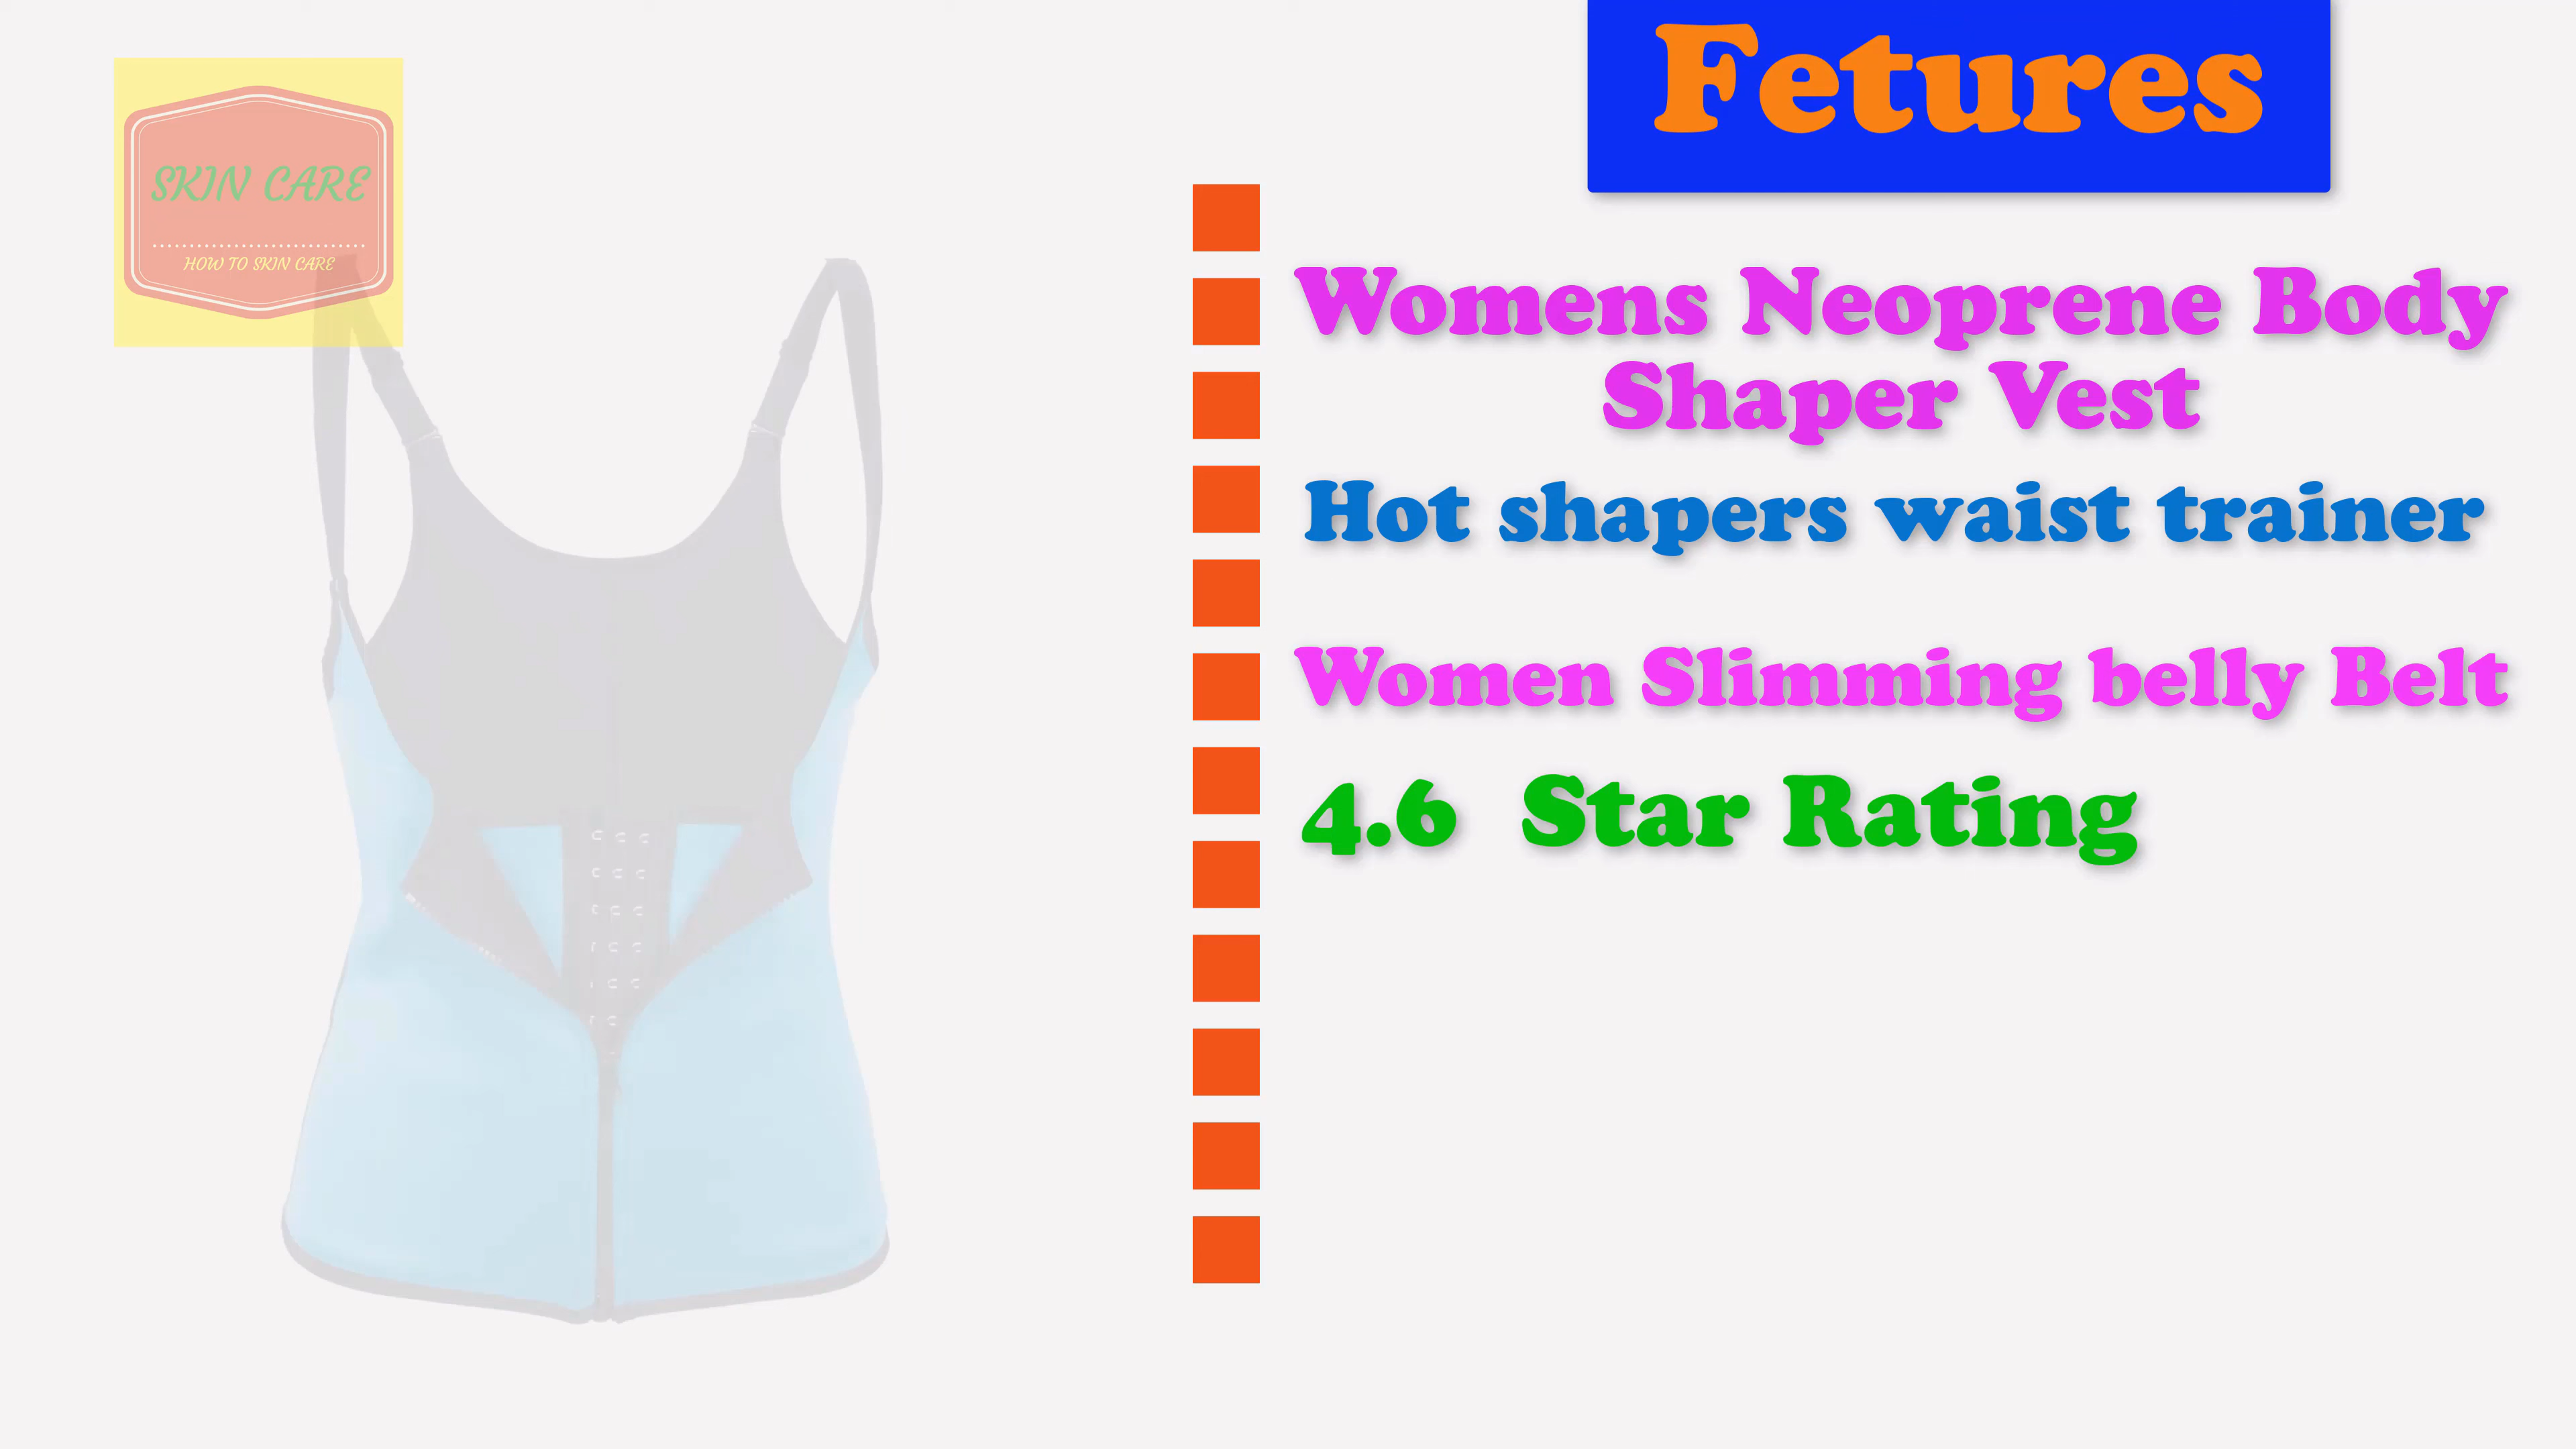 Fetures
SKIN CARE
HOW TO SKIN CARE
Womens Neoprene Body
Shaper Vest
Hot shapers waist trainer
Women Slimming belly Belt
4.6 Star Rating